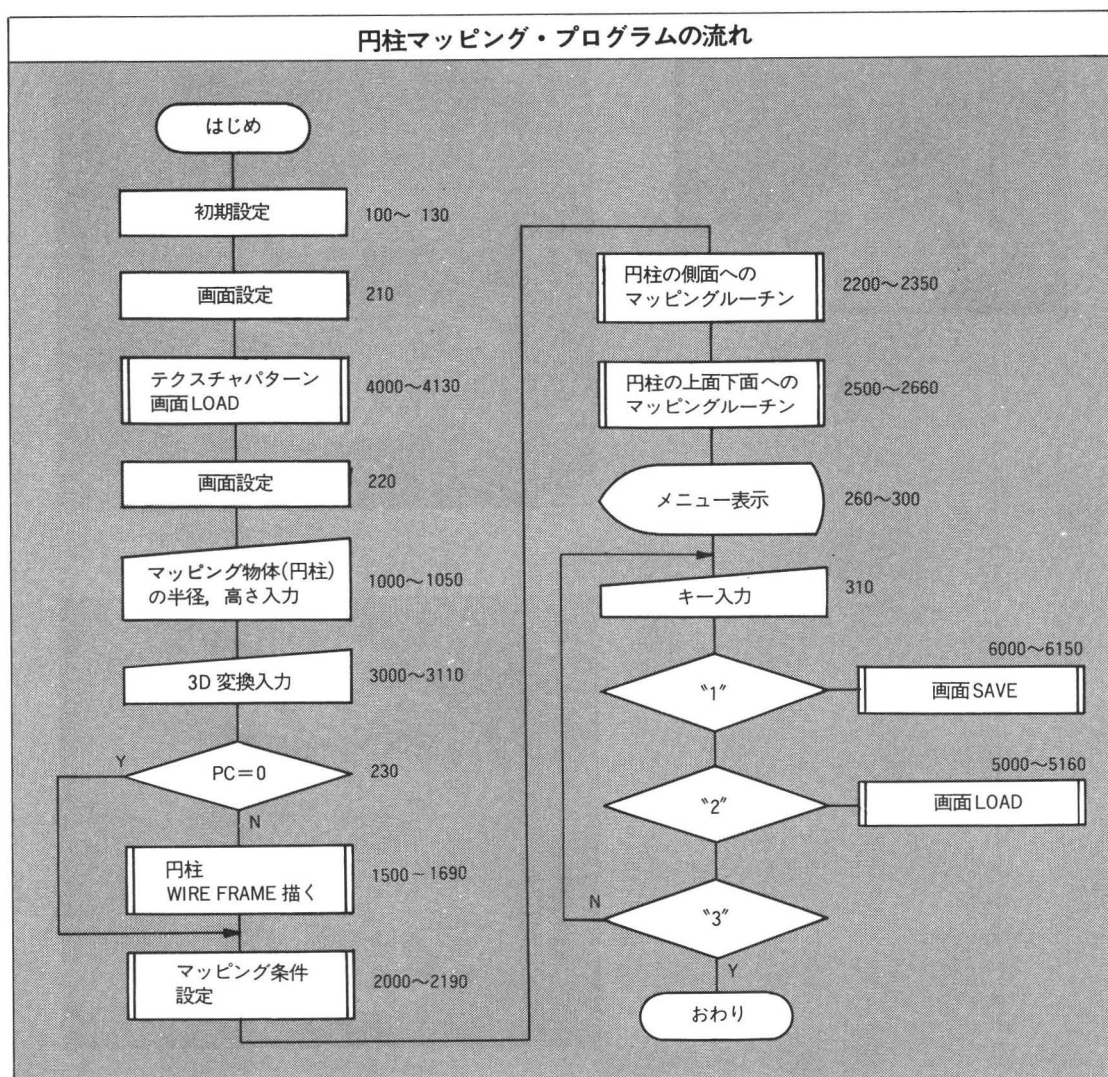 円柱マッピング・プログラムの流れ
はじめ
初期設定
100〜 130
画面設定
210
テクスチャパターン
画面LOAD
4000〜4130
画面設定
220
マッピング物体(円柱)
の半径，高さ入力
1000〜1050
3D 変換入力
3000〜3110
Y
PC＝0
230
N
円柱
WIRE FRAME 描く
1500~1690
マッピング条件
設定
2000〜2190
円柱の側面への
マッピングルーチン
2200〜2350
円柱の上面下面への
マッピングルーチン
2500〜2660
メニュー表示
260〜300
キー入力
310
〝1〟
6000〜6150
画面 SAVE
〝2〟
5000〜5160
画面 LOAD
N
〝3〟
Y
おわり